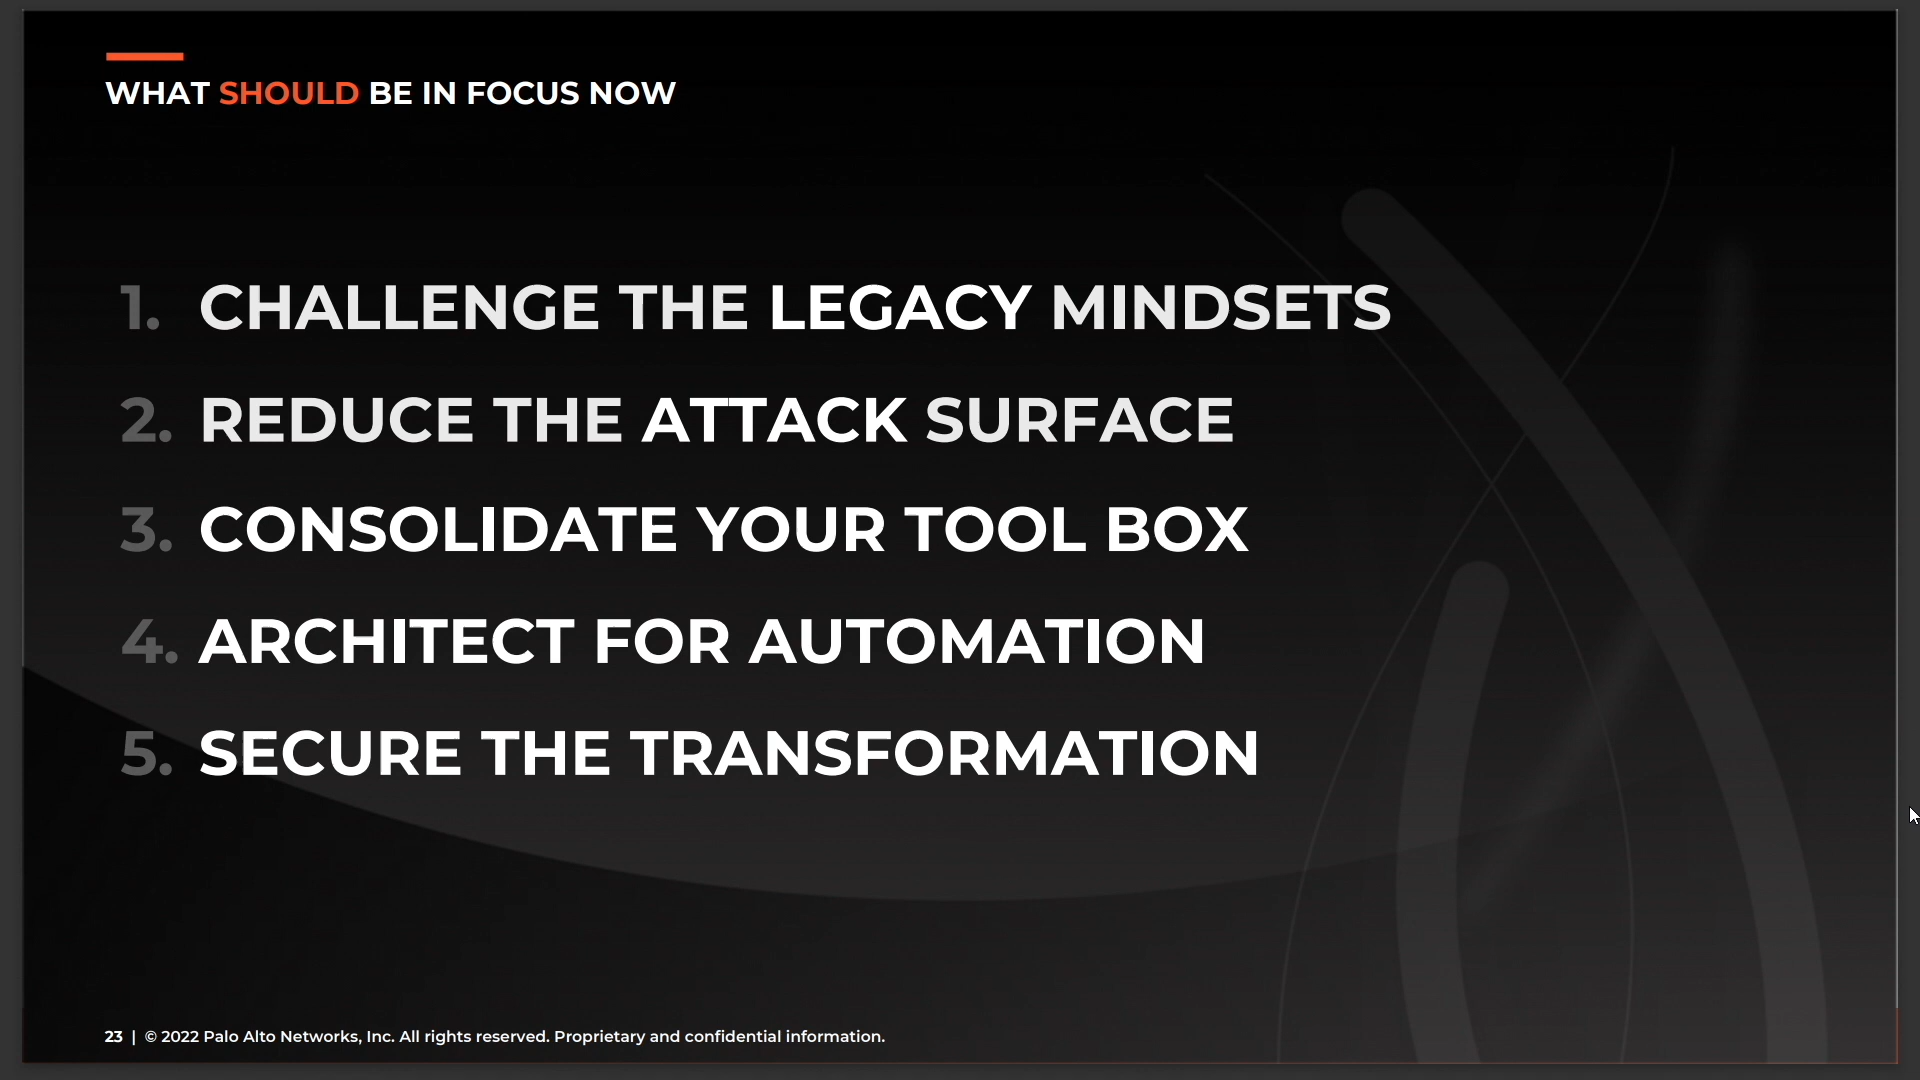 WHAT SHOULD BE IN FOCUS NOW
1. CHALLENGE THE LEGACY MINDSETS
2. REDUCE THE ATTACK SURFACE
3. CONSOLIDATE YOUR TOOL BOX
4. ARCHITECT FOR AUTOMATION
5. SECURE THE TRANSFORMATION
23 | © 2022 Palo Alto Networks, Inc. All rights reserved. Proprietary and confidential information.